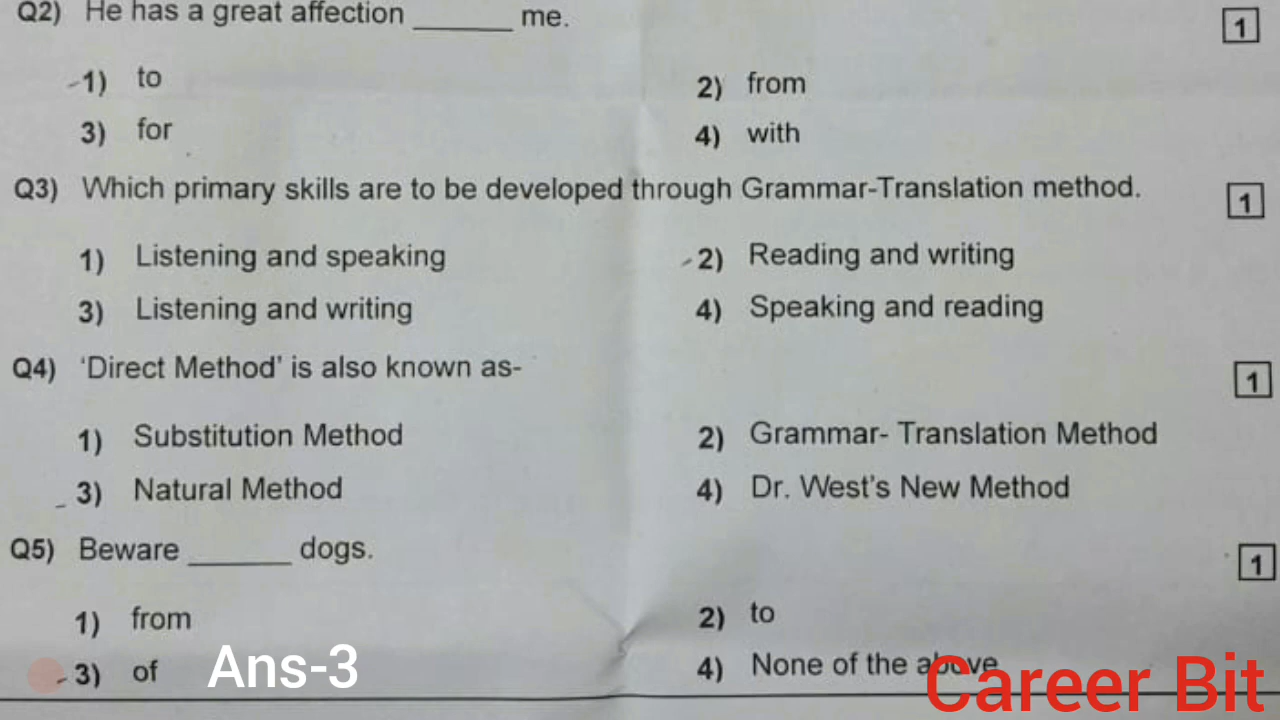 Q2) He has a great affection ______ me. 1
1) to 2) from
3) for 4) with
Q3) Which primary skills are to be developed through Grammar-Translation method. 1
1) Listening and speaking 2) Reading and writing
3) Listening and writing 4) Speaking and reading
Q4) 'Direct Method' is also known as- 1
1) Substitution Method 2) Grammar- Translation Method
3) Natural Method 4) Dr. West's New Method
Q5) Beware ______ dogs. 1
1) from 2) to
3) of Ans-3 4) None of the above
Career Bit